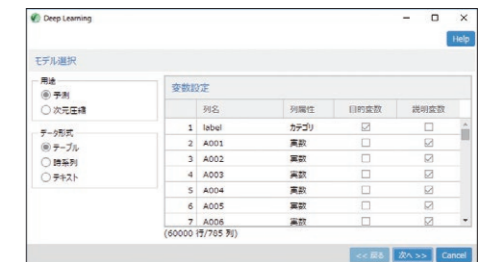 Deep Learning
Help
モデル選択
用途
予測
次元圧縮
データ形式
テーブル
時系列
テキスト
変数設定
列名 列属性 目的変数 説明変数
1 label カテゴリ
2 A001 実数
3 A002 実数
4 A003 実数
5 A004 実数
6 A005 実数
7 A006 実数
(60000 行/785 列)
<< 戻る 次へ >> Cancel